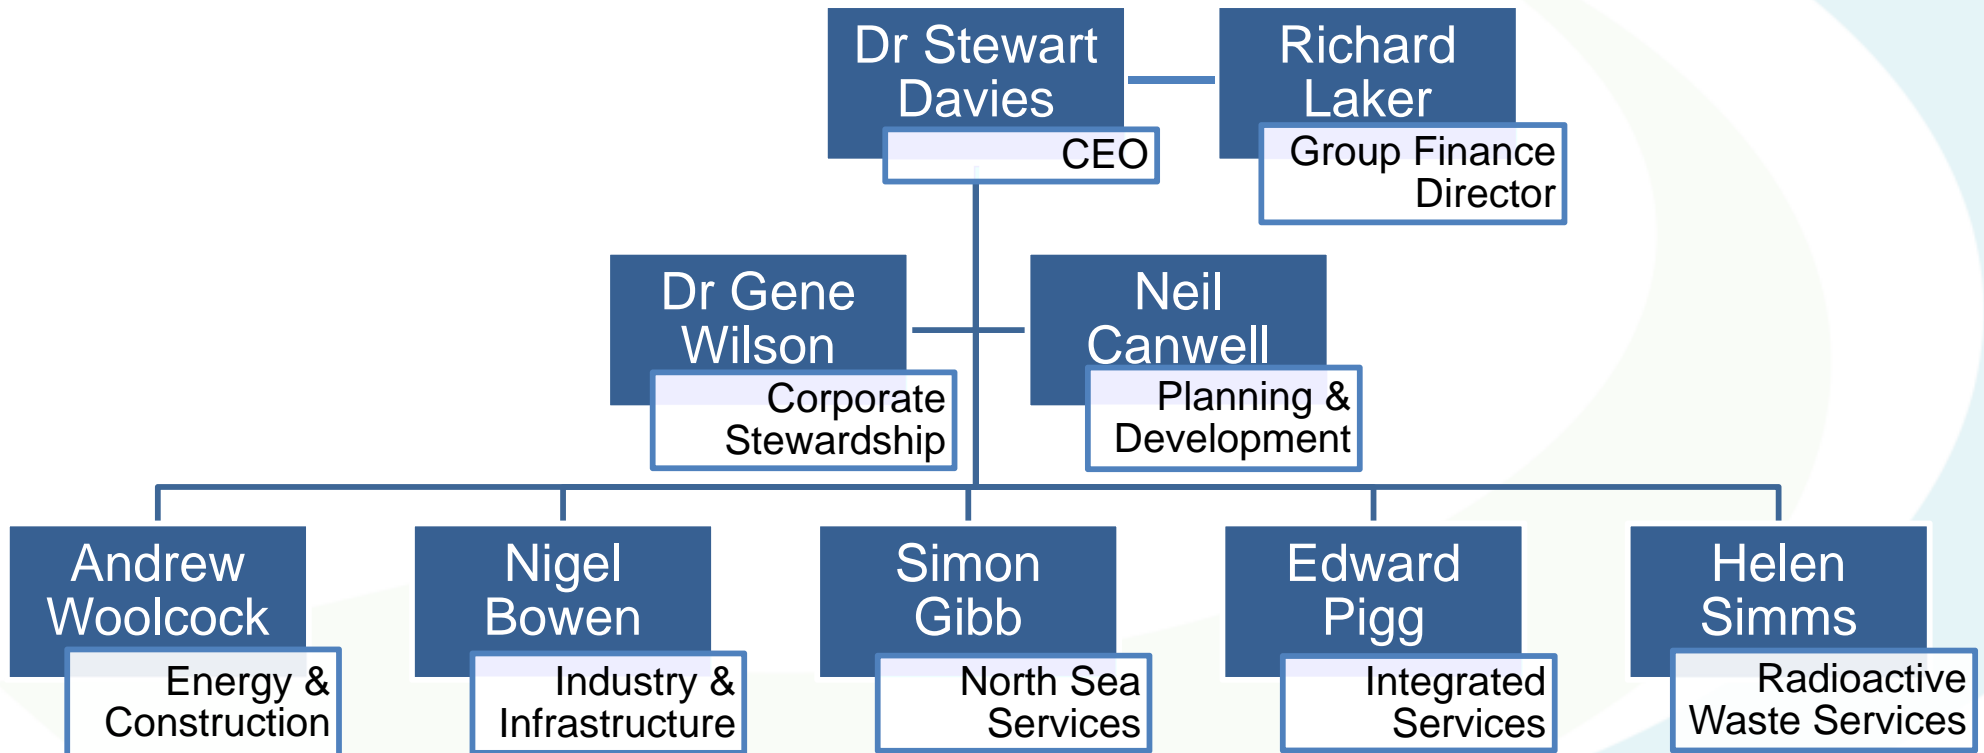 Dr Stewart
Davies
CEO
Richard
Laker
Group Finance
Director
Dr Gene
Wilson
Corporate
Stewardship
Neil
Canwell
Planning &
Development
Andrew
Woolcock
Energy &
Construction
Nigel
Bowen
Industry &
Infrastructure
Simon
Gibb
North Sea
Services
Edward
Pigg
Integrated
Services
Helen
Simms
Radioactive
Waste Services